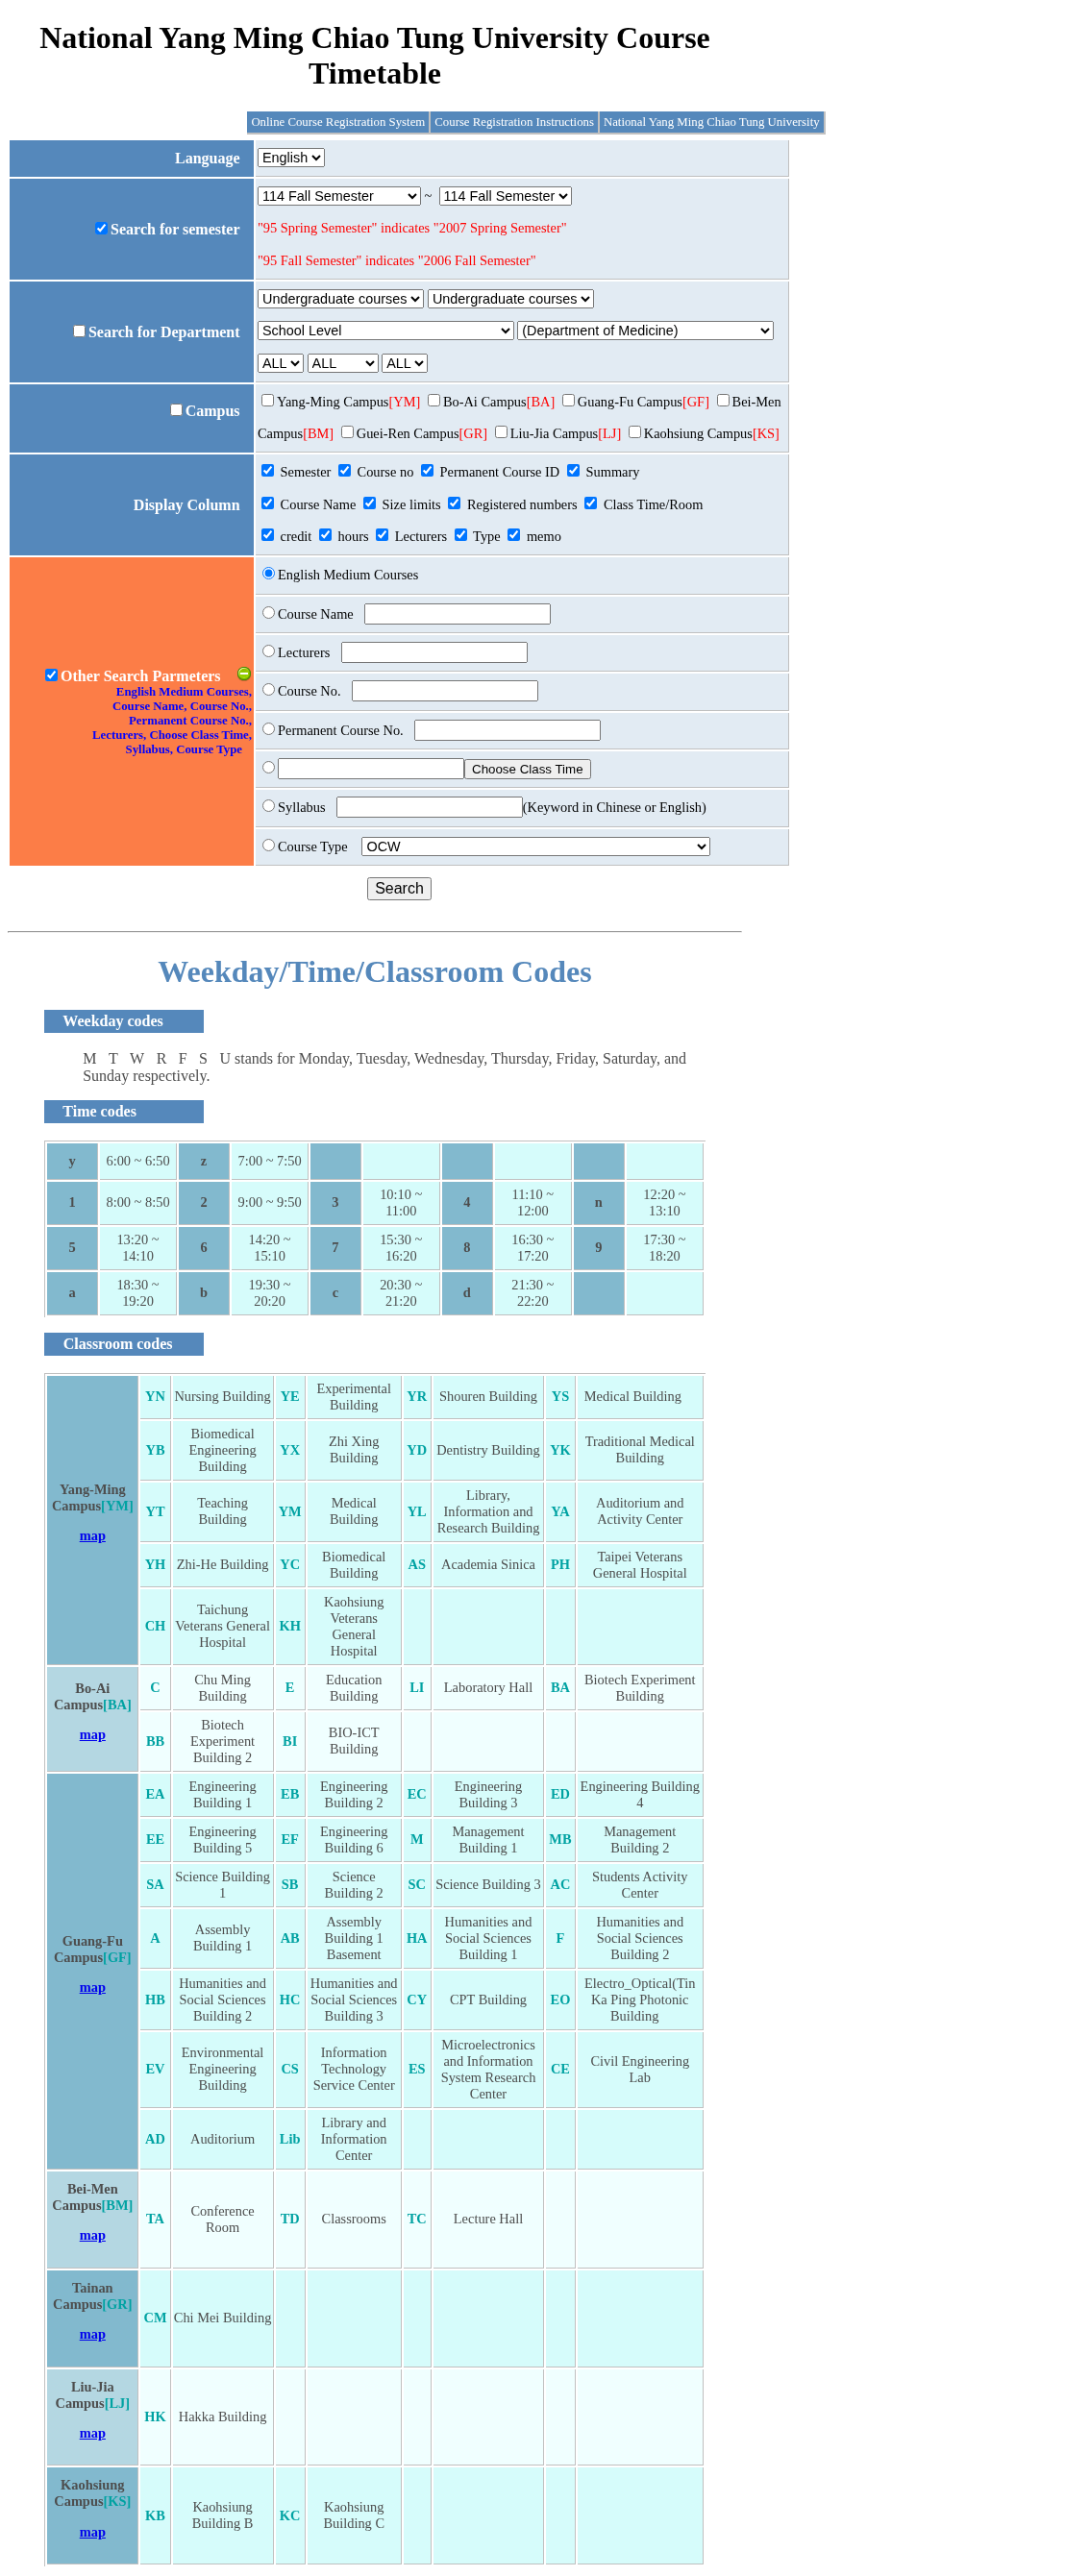 National Yang Ming Chiao Tung University Course
Timetable
Online Course Registration System Course Registration Instructions National Yang Ming Chiao Tung University
Language English
Search for semester 114 Fall Semester ~ 114 Fall Semester
"95 Spring Semester" indicates "2007 Spring Semester"
"95 Fall Semester" indicates "2006 Fall Semester"
Search for Department Undergraduate courses Undergraduate courses
School Level (Department of Medicine)
ALL ALL ALL
Campus Yang-Ming Campus[YM] Bo-Ai Campus[BA] Guang-Fu Campus[GF] Bei-Men
Campus[BM] Guei-Ren Campus[GR] Liu-Jia Campus[LJ] Kaohsiung Campus[KS]
Display Column Semester Course no Permanent Course ID Summary
Course Name Size limits Registered numbers Class Time/Room
credit hours Lecturers Type memo
Other Search Parmeters
English Medium Courses,
Course Name, Course No.,
Permanent Course No.,
Lecturers, Choose Class Time,
Syllabus, Course Type
English Medium Courses
Course Name
Lecturers
Course No.
Permanent Course No.
Choose Class Time
Syllabus (Keyword in Chinese or English)
Course Type OCW
Search
Weekday/Time/Classroom Codes
Weekday codes
M T W R F S U stands for Monday, Tuesday, Wednesday, Thursday, Friday, Saturday, and
Sunday respectively.
Time codes
y 6:00 ~ 6:50 z 7:00 ~ 7:50
1 8:00 ~ 8:50 2 9:00 ~ 9:50 3 10:10 ~ 11:00 4 11:10 ~ 12:00 n 12:20 ~ 13:10
5 13:20 ~ 14:10 6 14:20 ~ 15:10 7 15:30 ~ 16:20 8 16:30 ~ 17:20 9 17:30 ~ 18:20
a 18:30 ~ 19:20 b 19:30 ~ 20:20 c 20:30 ~ 21:20 d 21:30 ~ 22:20
Classroom codes
Yang-Ming Campus[YM]
map
YN Nursing Building YE Experimental Building YR Shouren Building YS Medical Building
YB Biomedical Engineering Building YX Zhi Xing Building YD Dentistry Building YK Traditional Medical Building
YT Teaching Building YM Medical Building YL Library, Information and Research Building YA Auditorium and Activity Center
YH Zhi-He Building YC Biomedical Building AS Academia Sinica PH Taipei Veterans General Hospital
CH Taichung Veterans General Hospital KH Kaohsiung Veterans General Hospital
Bo-Ai Campus[BA]
map
C Chu Ming Building E Education Building LI Laboratory Hall BA Biotech Experiment Building
BB Biotech Experiment Building 2 BI BIO-ICT Building
Guang-Fu Campus[GF]
map
EA Engineering Building 1 EB Engineering Building 2 EC Engineering Building 3 ED Engineering Building 4
EE Engineering Building 5 EF Engineering Building 6 M Management Building 1 MB Management Building 2
SA Science Building 1 SB Science Building 2 SC Science Building 3 AC Students Activity Center
A Assembly Building 1 AB Assembly Building 1 Basement HA Humanities and Social Sciences Building 1 F Humanities and Social Sciences Building 2
HB Humanities and Social Sciences Building 2 HC Humanities and Social Sciences Building 3 CY CPT Building EO Electro_Optical(Tin Ka Ping Photonic Building
EV Environmental Engineering Building CS Information Technology Service Center ES Microelectronics and Information System Research Center CE Civil Engineering Lab
AD Auditorium Lib Library and Information Center
Bei-Men Campus[BM]
map
TA Conference Room TD Classrooms TC Lecture Hall
Tainan Campus[GR]
map
CM Chi Mei Building
Liu-Jia Campus[LJ]
map
HK Hakka Building
Kaohsiung Campus[KS]
map
KB Kaohsiung Building B KC Kaohsiung Building C